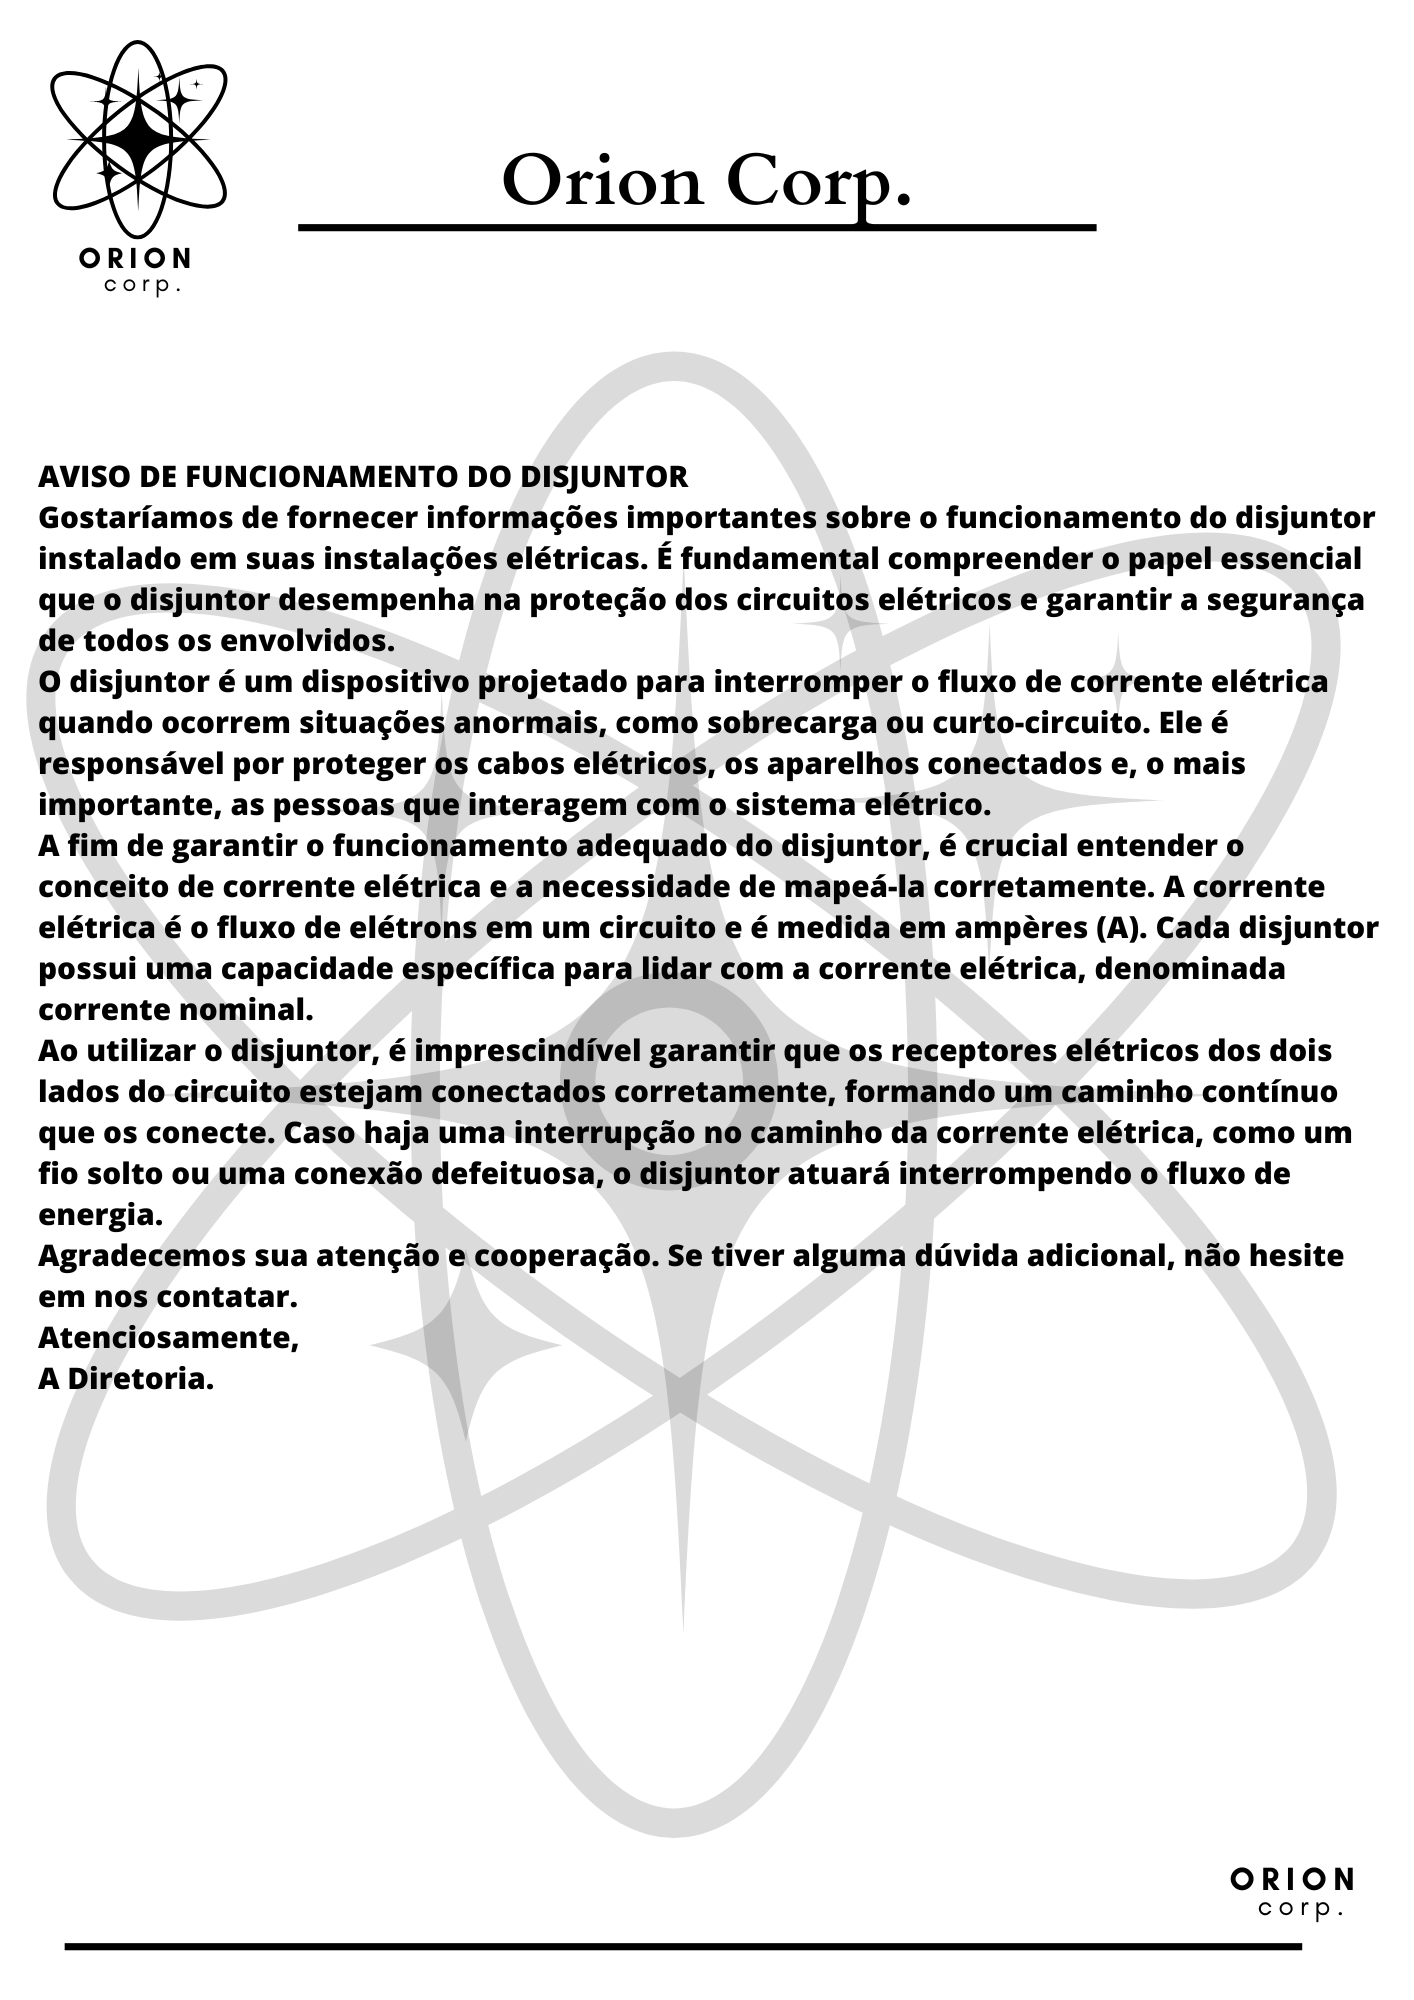 ORION
corp.
Orion Corp.
AVISO DE FUNCIONAMENTO DO DISJUNTOR
Gostaríamos de fornecer informações importantes sobre o funcionamento do disjuntor
instalado em suas instalações elétricas. É fundamental compreender o papel essencial
que o disjuntor desempenha na proteção dos circuitos elétricos e garantir a segurança
de todos os envolvidos.
O disjuntor é um dispositivo projetado para interromper o fluxo de corrente elétrica
quando ocorrem situações anormais, como sobrecarga ou curto-circuito. Ele é
responsável por proteger os cabos elétricos, os aparelhos conectados e, o mais
importante, as pessoas que interagem com o sistema elétrico.
A fim de garantir o funcionamento adequado do disjuntor, é crucial entender o
conceito de corrente elétrica e a necessidade de mapeá-la corretamente. A corrente
elétrica é o fluxo de elétrons em um circuito e é medida em ampères (A). Cada disjuntor
possui uma capacidade específica para lidar com a corrente elétrica, denominada
corrente nominal.
Ao utilizar o disjuntor, é imprescindível garantir que os receptores elétricos dos dois
lados do circuito estejam conectados corretamente, formando um caminho contínuo
que os conecte. Caso haja uma interrupção no caminho da corrente elétrica, como um
fio solto ou uma conexão defeituosa, o disjuntor atuará interrompendo o fluxo de
energia.
Agradecemos sua atenção e cooperação. Se tiver alguma dúvida adicional, não hesite
em nos contatar.
Atenciosamente,
A Diretoria.
ORION
corp.